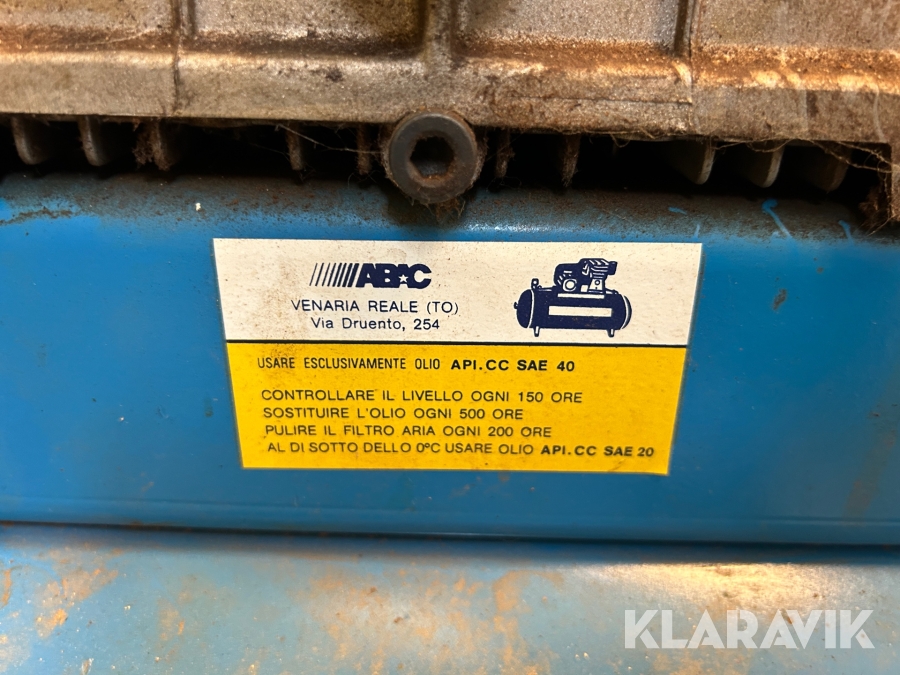 ABAC
VENARIA REALE (TO)
Via Druento, 254
USARE ESCLUSIVAMENTE OLIO API.CC SAE 40
CONTROLLARE IL LIVELLO OGNI 150 ORE
SOSTITUIRE L'OLIO OGNI 500 ORE
PULIRE IL FILTRO ARIA OGNI 200 ORE
AL DI SOTTO DELLO 0°C USARE OLIO API.CC SAE 20
KLARAVIK